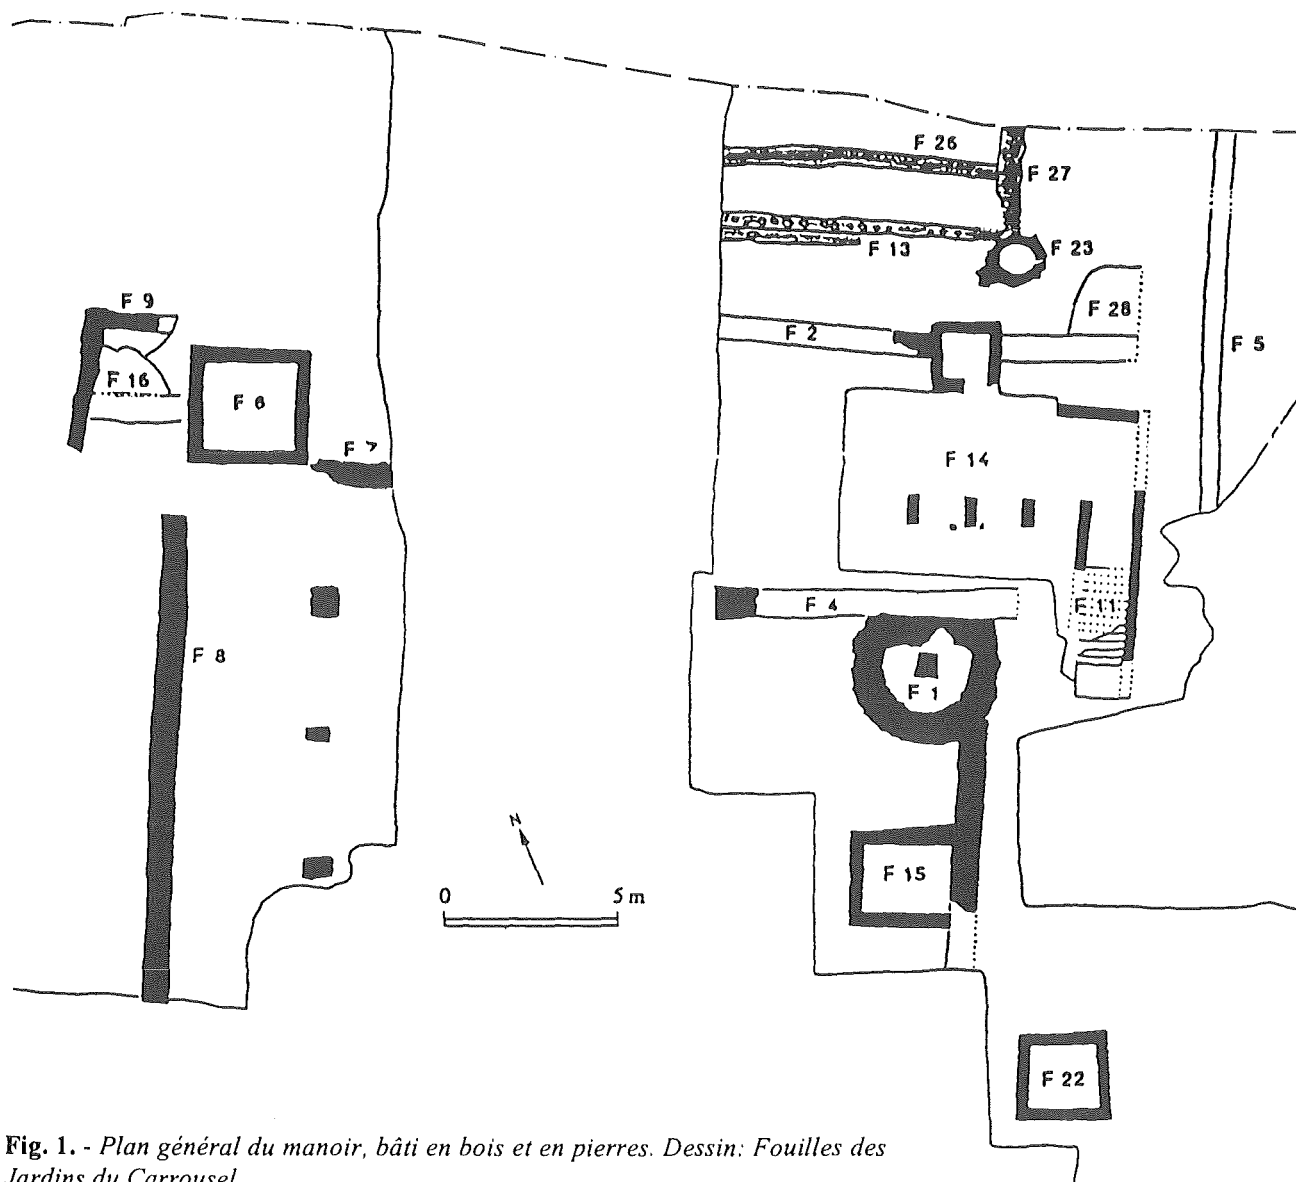 F 26
F 27
F 13
F 23
F 9
F 28
F 2
F 5
F 16
F 6
F 7
F 14
F 11
F 4
F 8
F 1
N
F 15
0 5 m
F 22
Fig. 1. - Plan général du manoir, bâti en bois et en pierres. Dessin: Fouilles des
Jardins du Carrousel